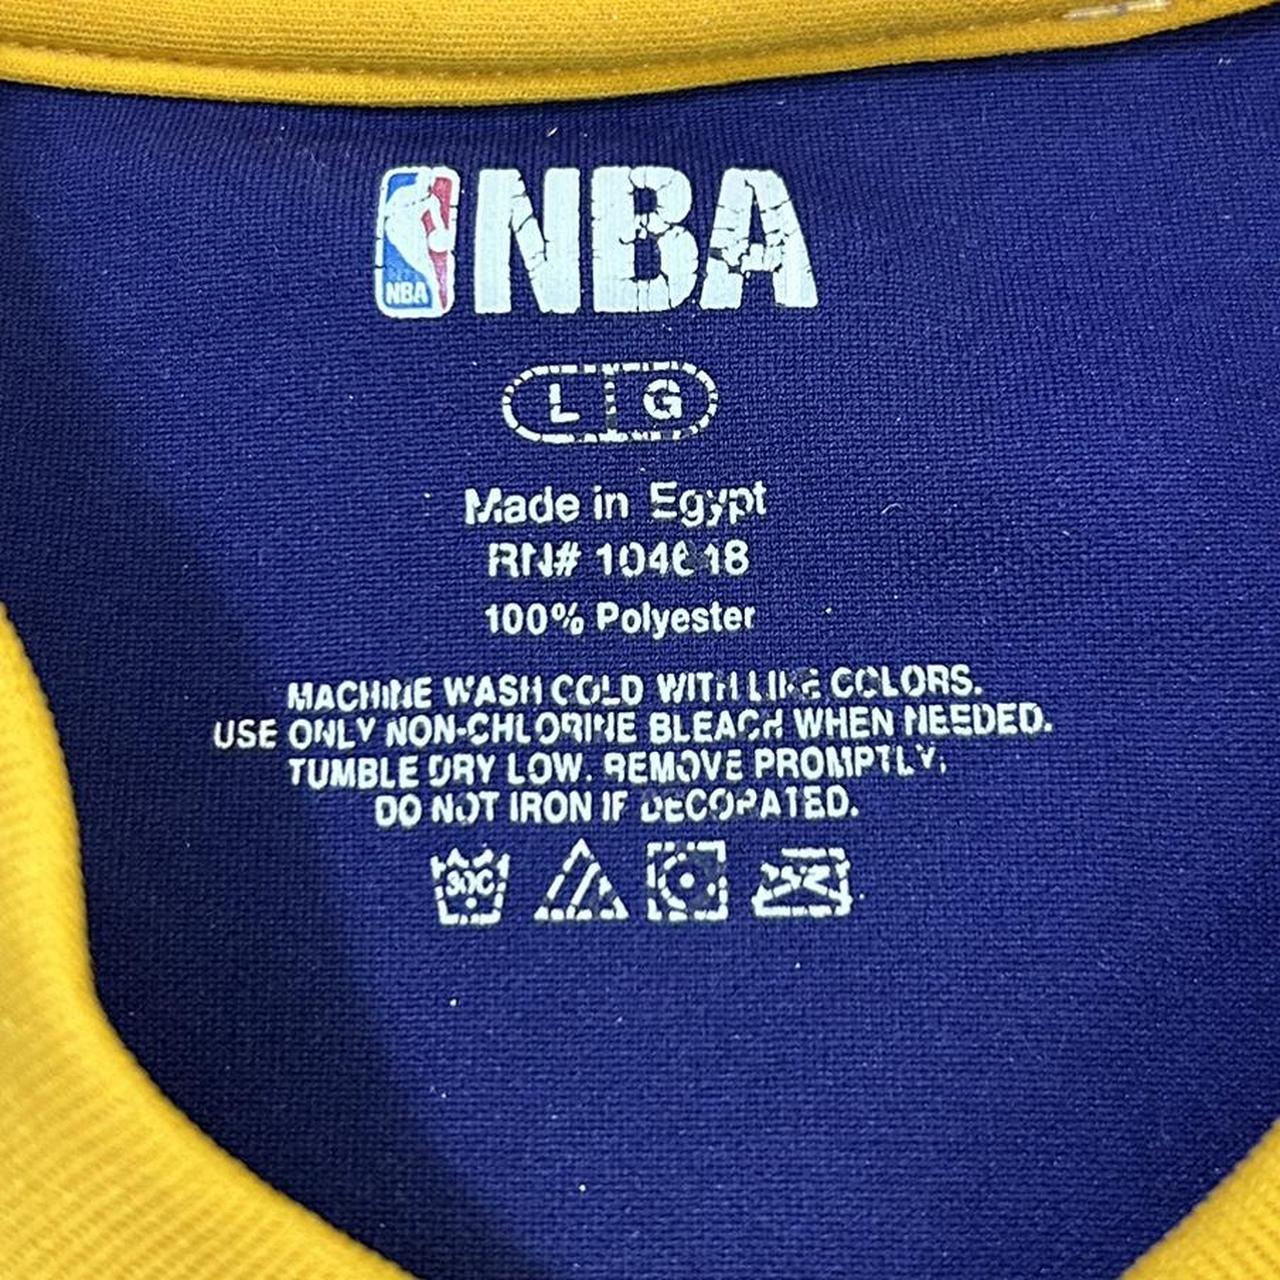 NBA NBA
L G
Made in Egypt
RN# 104618
100% Polyester
MACHINE WASH COLD WITH LIKE COLORS.
USE ONLY NON-CHLORINE BLEACH WHEN NEEDED.
TUMBLE DRY LOW. REMOVE PROMPTLY.
DO NOT IRON IF DECORATED.
30C